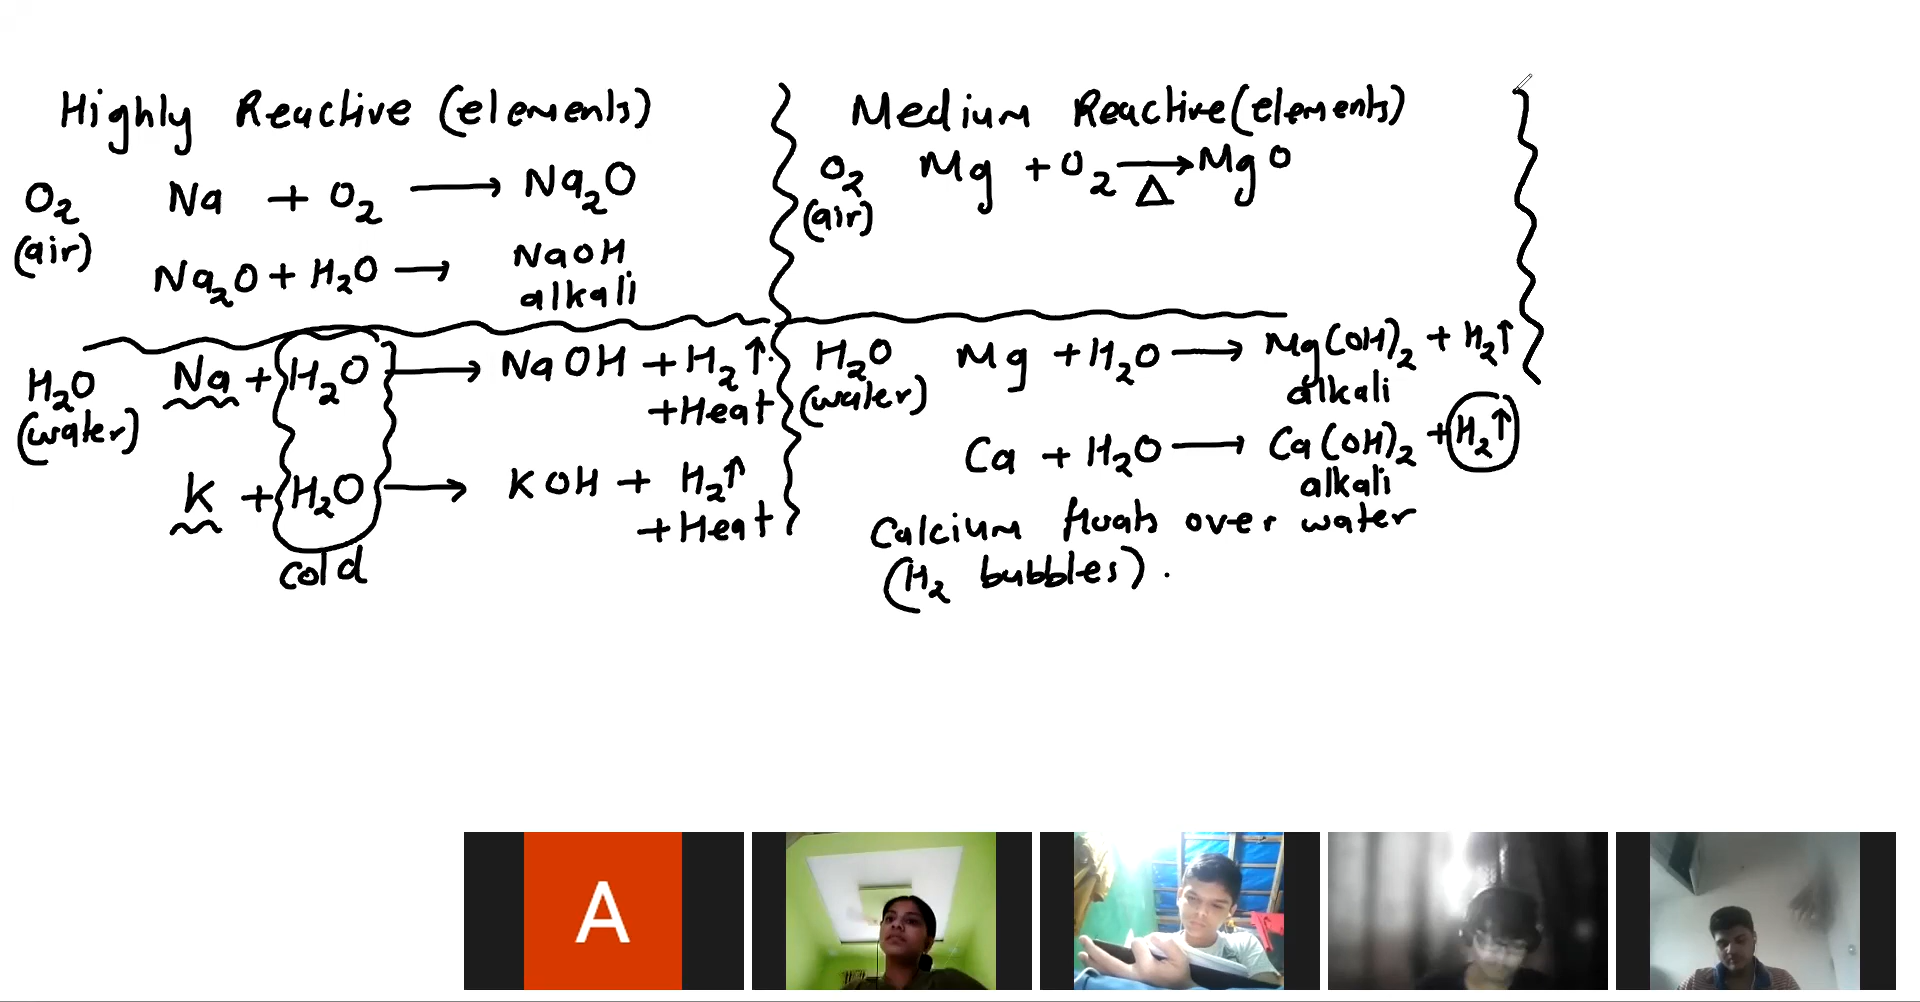 Highly Reactive (elements)
O₂ Na + O₂ ⟶ Na₂O
(air)
Na₂O + H₂O ⟶ NaOH
alkali
H₂O Na + H₂O ⟶ NaOH + H₂↑
(water) + Heat
K + H₂O ⟶ KOH + H₂↑
+ Heat
cold
Medium Reactive (elements)
O₂ Mg + O₂ ⟶ MgO
(air) Δ
H₂O Mg + H₂O ⟶ Mg(OH)₂ + H₂↑
(water) alkali
Ca + H₂O ⟶ Ca(OH)₂ + H₂↑
alkali
Calcium floats over water
(H₂ bubbles).
A